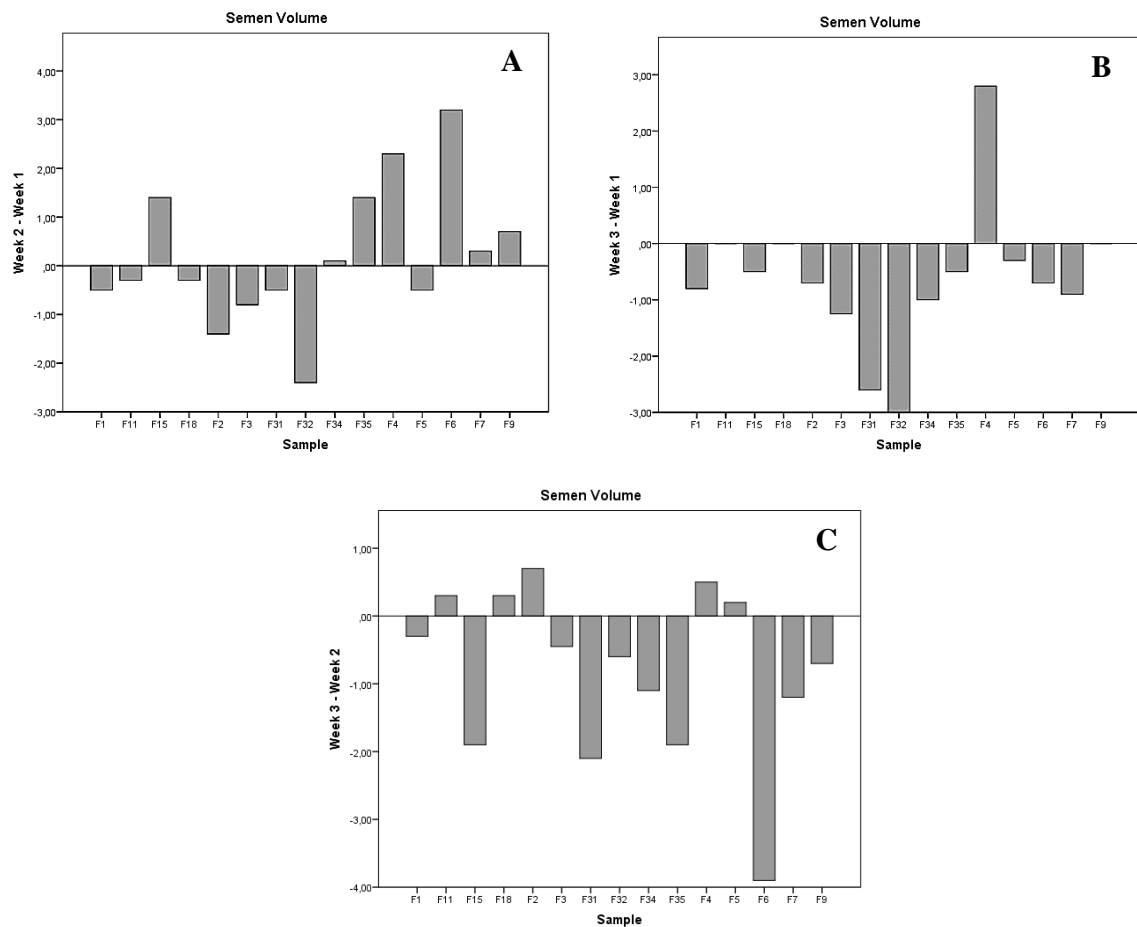 Semen Volume
A
Week 2 - Week 1
4,00
3,00
2,00
1,00
,00
-1,00
-2,00
-3,00
F1 F11 F15 F18 F2 F3 F31 F32 F34 F35 F4 F5 F6 F7 F9
Sample
Semen Volume
B
Week 3 - Week 1
3,00
2,00
1,00
,00
-1,00
-2,00
-3,00
F1 F11 F15 F18 F2 F3 F31 F32 F34 F35 F4 F5 F6 F7 F9
Sample
Semen Volume
C
Week 3 - Week 2
1,00
,00
-1,00
-2,00
-3,00
-4,00
F1 F11 F15 F18 F2 F3 F31 F32 F34 F35 F4 F5 F6 F7 F9
Sample